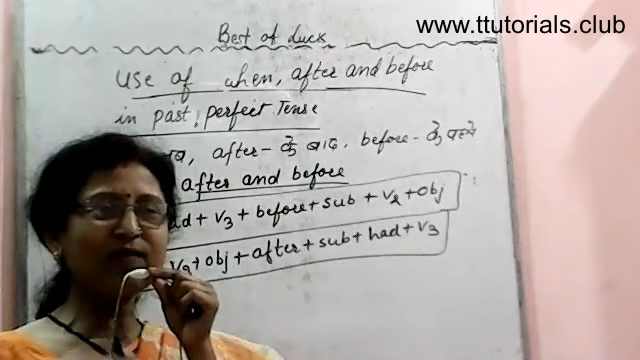 www.ttutorials.club
Best of luck
Use of when, after and before
in past perfect Tense
after - के बाद, before - के पहले
after and before
+ V3 + before + sub + V2 + obj
+ obj + after + sub + had + V3